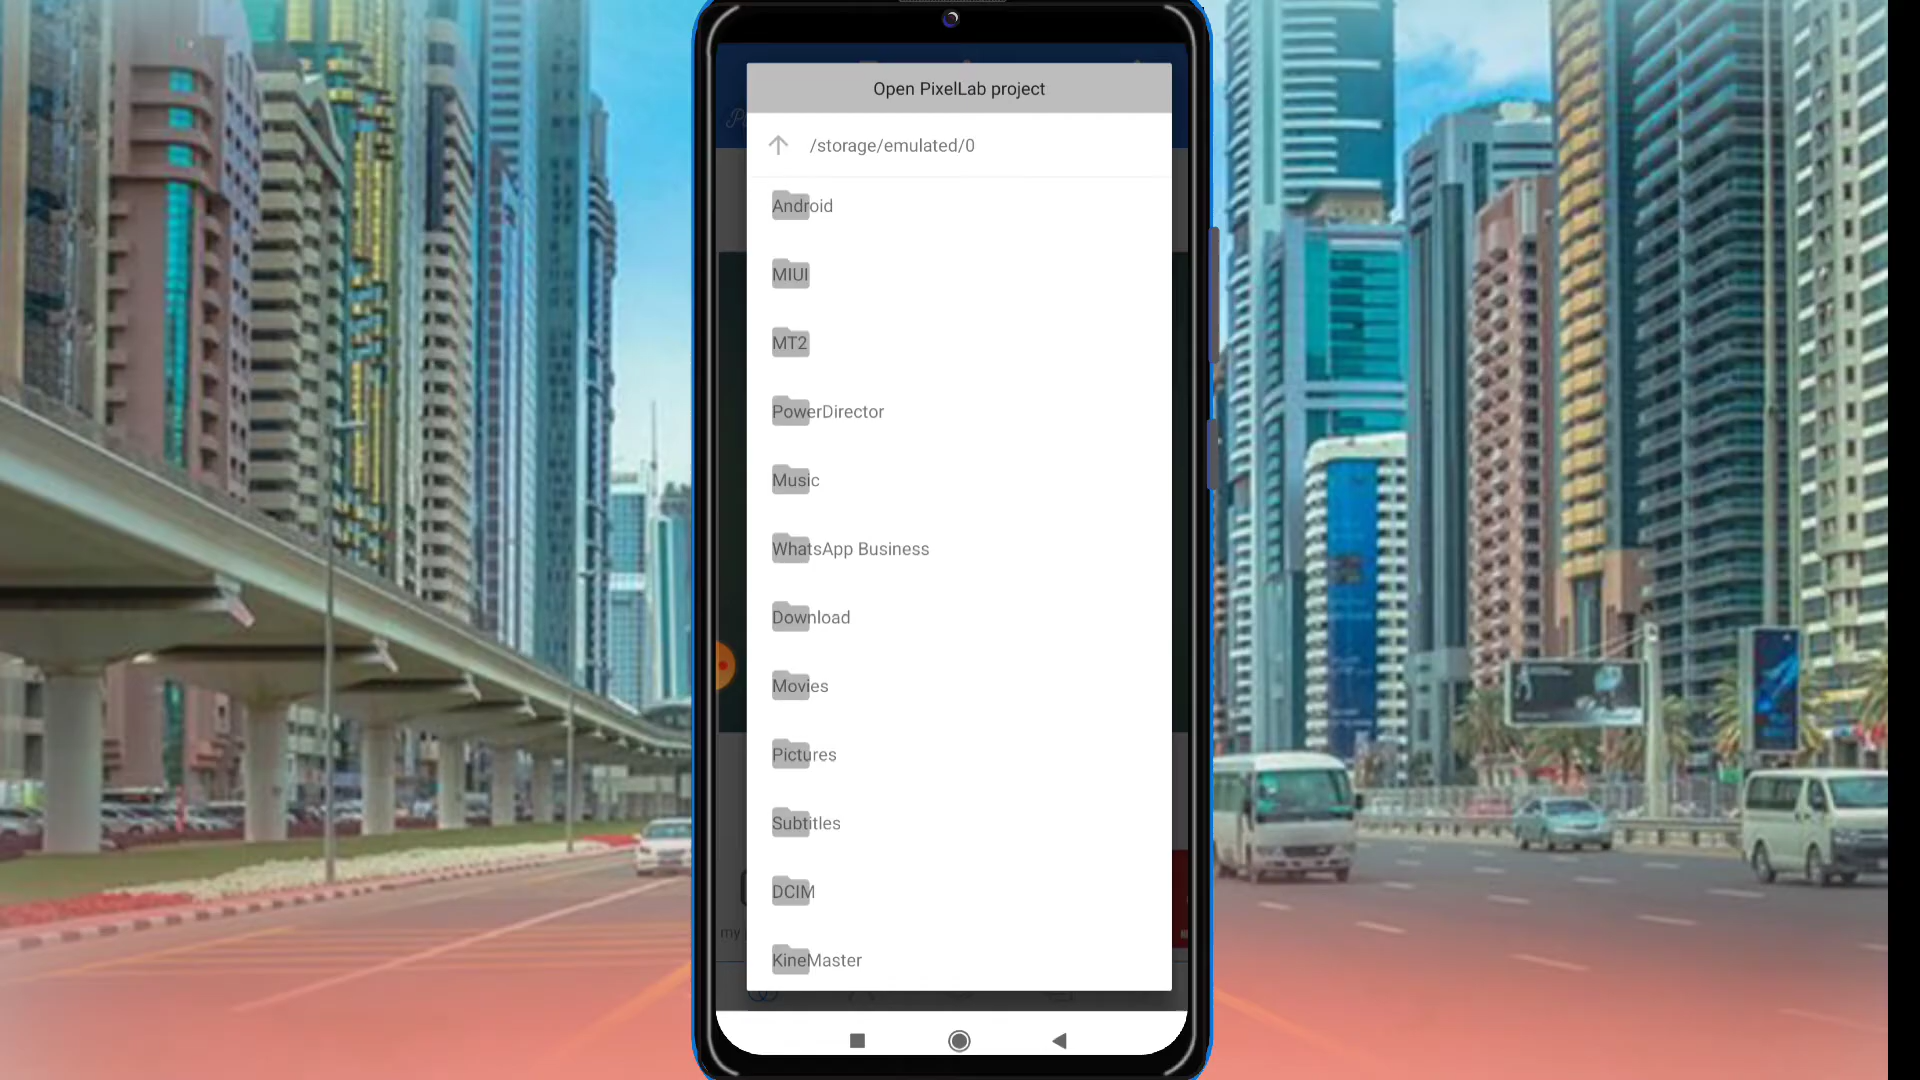 Open PixelLab project
/storage/emulated/0
Android
MIUI
MT2
PowerDirector
Music
WhatsApp Business
Download
Movies
Pictures
Subtitles
DCIM
my
KineMaster